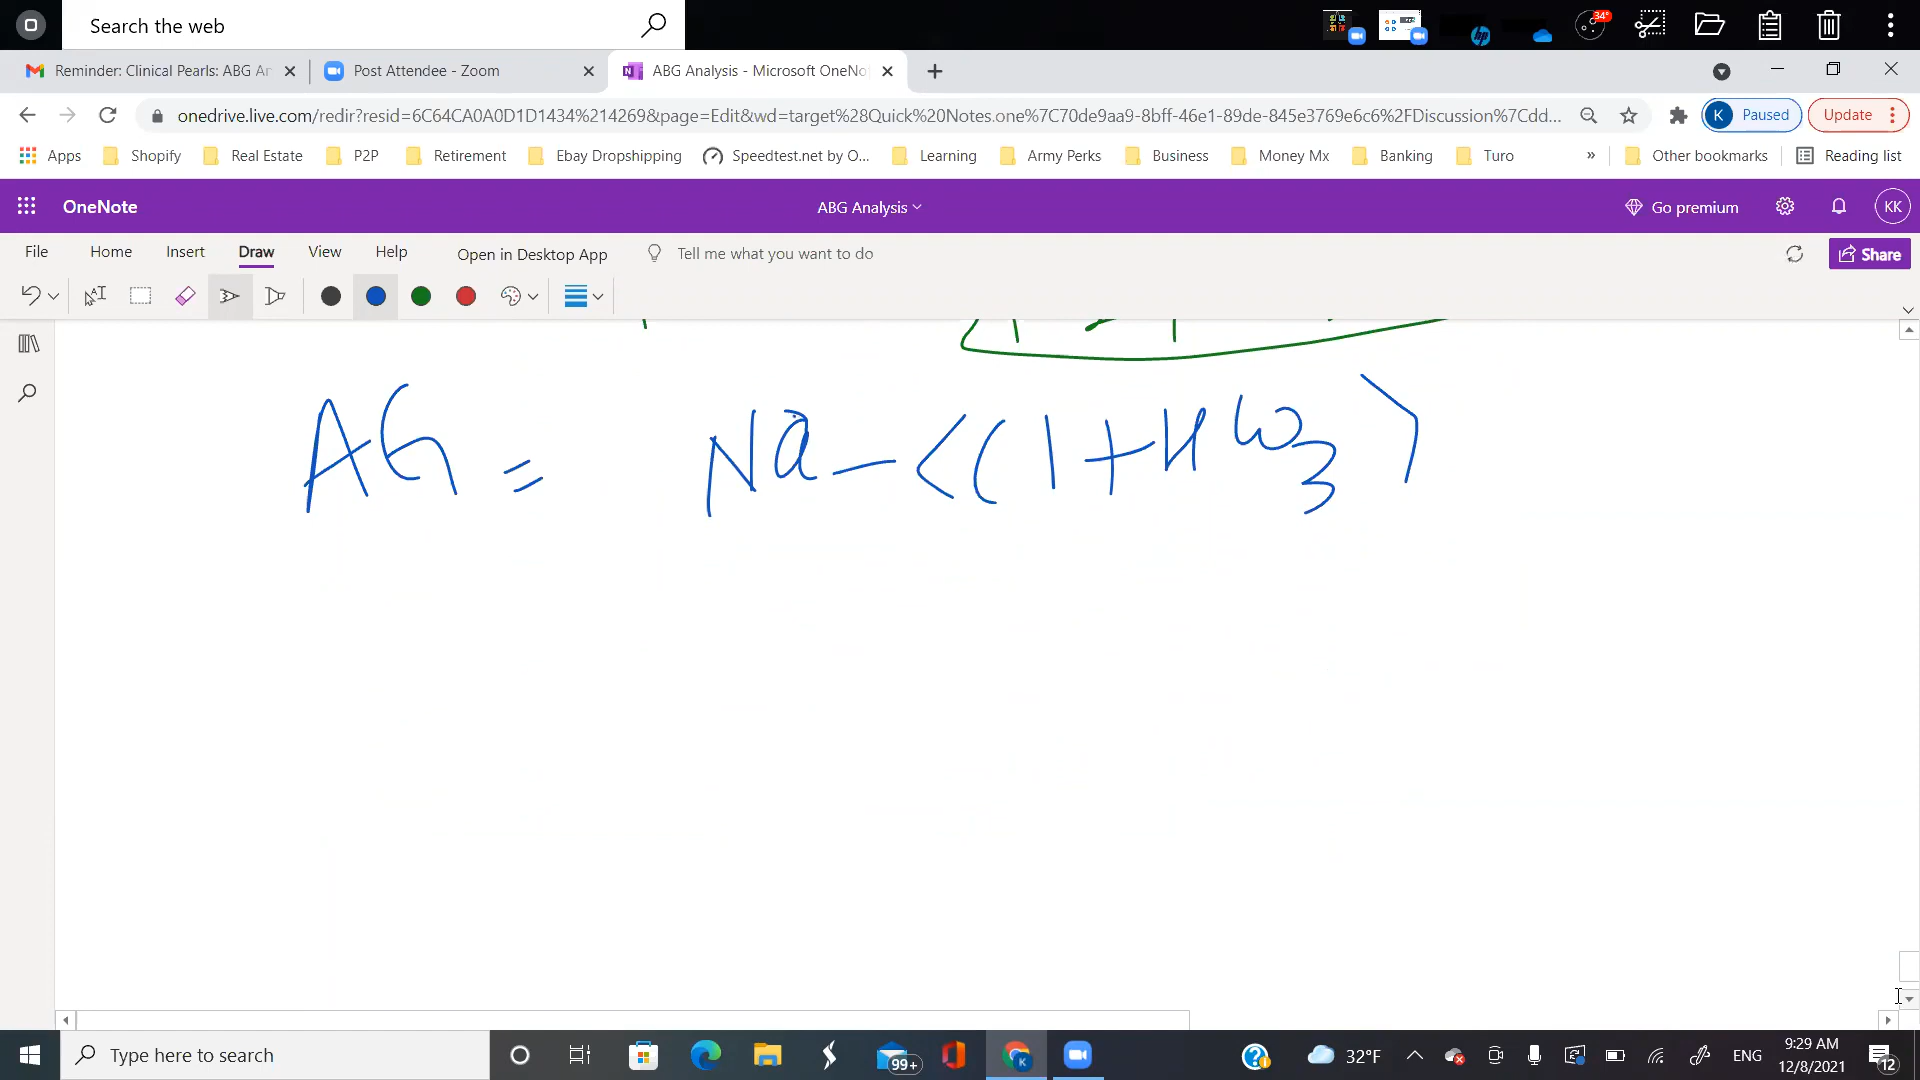 Search the web
34°
Reminder: Clinical Pearls: ABG Ar
Post Attendee - Zoom
ABG Analysis - Microsoft OneNo
onedrive.live.com/redir?resid=6C64CA0A0D1D1434%214269&page=Edit&wd=target%28Quick%20Notes.one%7C70de9aa9-8bff-46e1-89de-845e3769e6c6%2FDiscussion%7Cdd...
K Paused
Update
Apps Shopify Real Estate P2P Retirement Ebay Dropshipping Speedtest.net by O... Learning Army Perks Business Money Mx Banking Turo » Other bookmarks Reading list
OneNote
ABG Analysis
Go premium
KK
File Home Insert Draw View Help Open in Desktop App Tell me what you want to do
Share
AG = Na - <Cl + HCO3>
Type here to search
99+
32°F
ENG
9:29 AM
12/8/2021
12